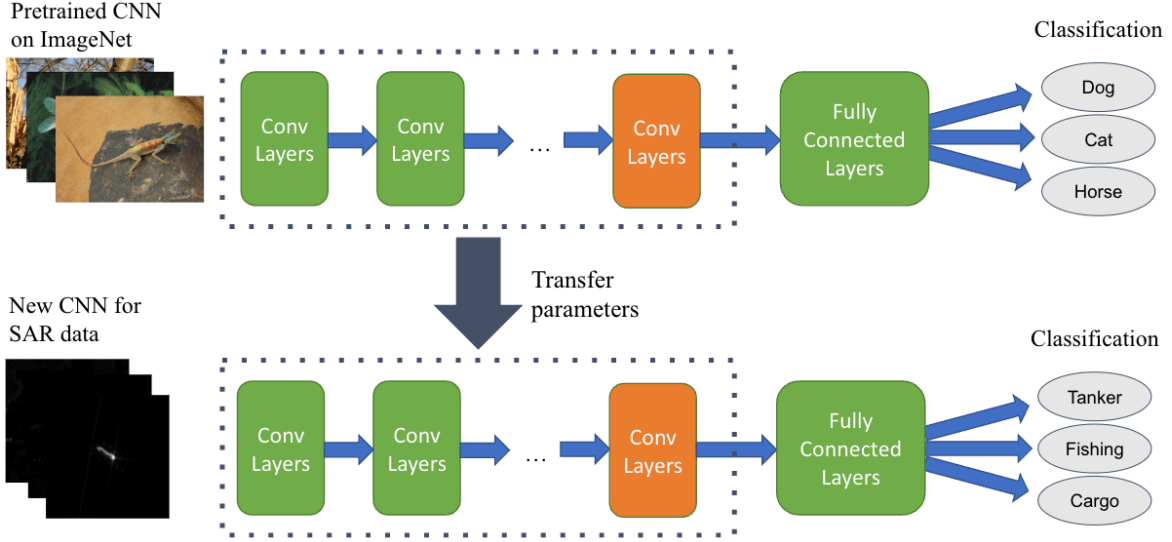 Pretrained CNN
on ImageNet
Classification
Conv
Layers
Conv
Layers
...
Conv
Layers
Fully
Connected
Layers
Dog
Cat
Horse
Transfer
parameters
New CNN for
SAR data
Classification
Conv
Layers
Conv
Layers
...
Conv
Layers
Fully
Connected
Layers
Tanker
Fishing
Cargo